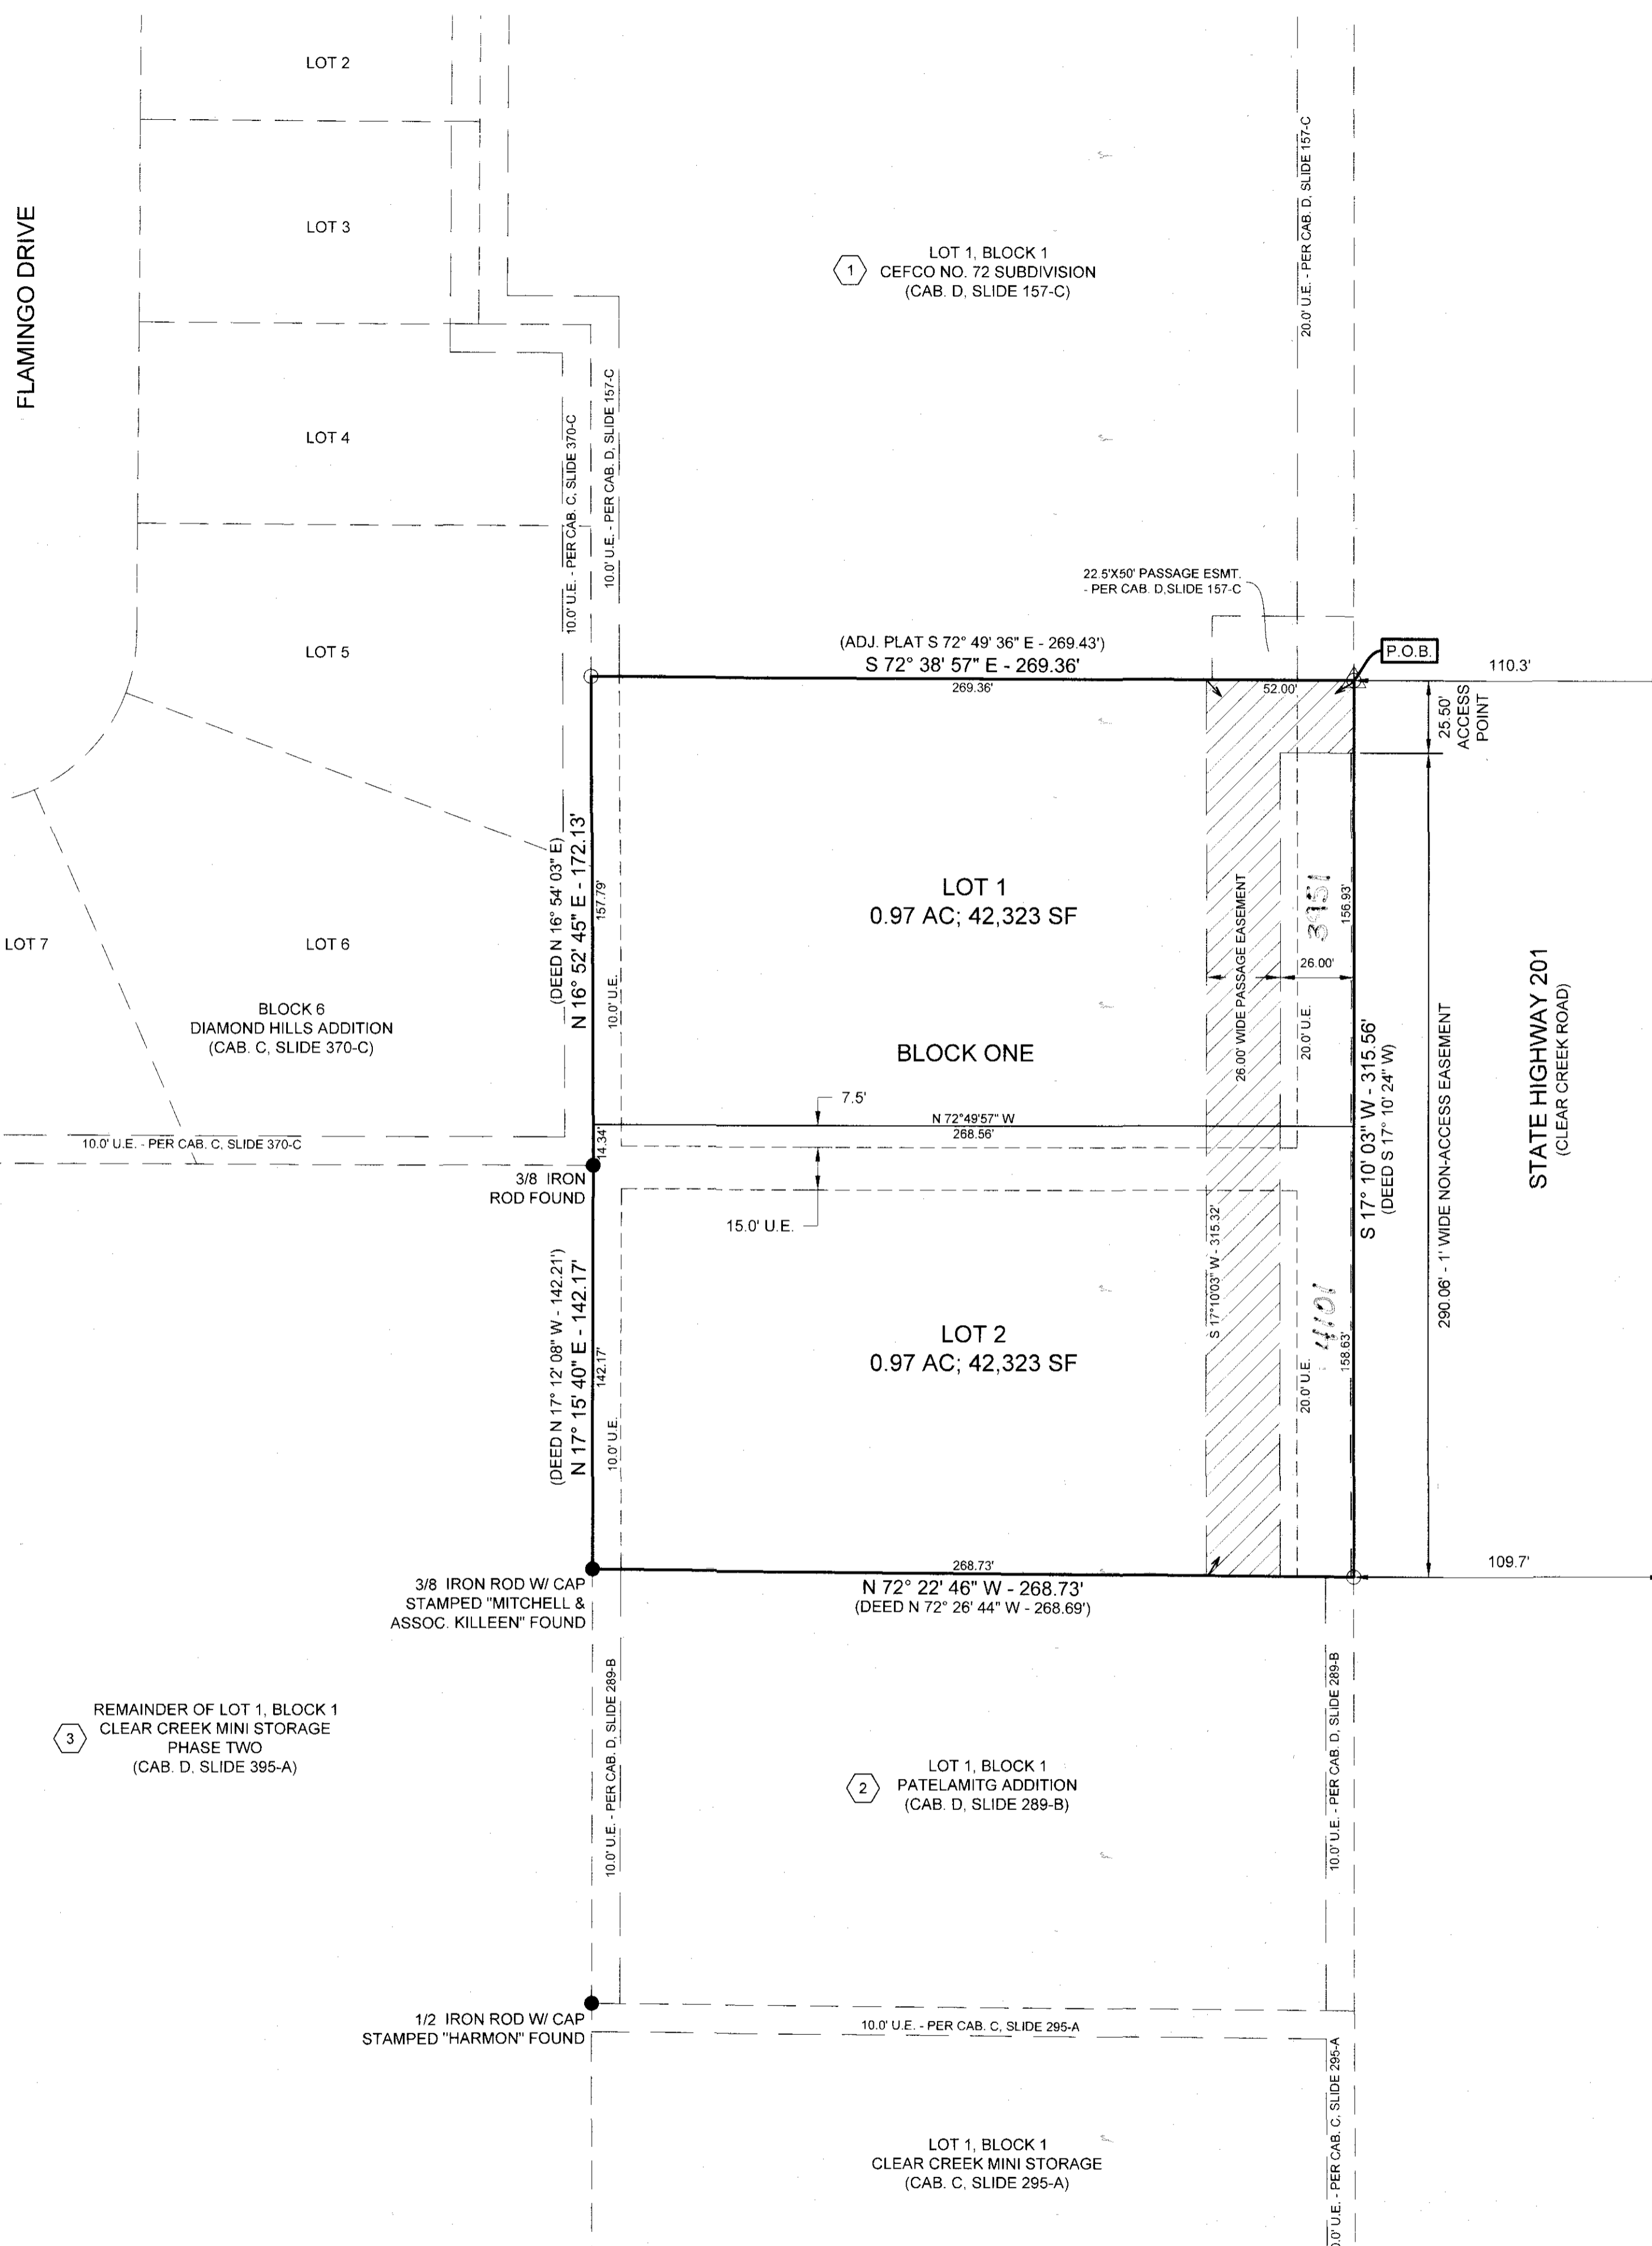 LOT 2
FLAMINGO DRIVE
LOT 3
LOT 4
LOT 5
20.0' U.E. - PER CAB. D, SLIDE 157-C
1
LOT 1, BLOCK 1
CEFCO NO. 72 SUBDIVISION
(CAB. D, SLIDE 157-C)
10.0' U.E. - PER CAB. C, SLIDE 370-C
10.0' U.E. - PER CAB. D, SLIDE 157-C
22.5'X50' PASSAGE ESMT.
- PER CAB. D,SLIDE 157-C
(ADJ. PLAT S 72° 49' 36" E - 269.43')
S 72° 38' 57" E - 269.36'
269.36'
52.00'
P.O.B.
110.3'
25.50'
ACCESS
POINT
(DEED N 16° 54' 03" E)
N 16° 52' 45" E - 172.13'
157.79'
10.0' U.E.
LOT 1
0.97 AC; 42,323 SF
BLOCK ONE
26.00' WIDE PASSAGE EASEMENT
3951
156.93'
26.00'
20.0' U.E.
LOT 7
LOT 6
BLOCK 6
DIAMOND HILLS ADDITION
(CAB. C, SLIDE 370-C)
S 17° 10' 03" W - 315.56'
(DEED S 17° 10' 24" W)
290.06' - 1' WIDE NON-ACCESS EASEMENT
STATE HIGHWAY 201
(CLEAR CREEK ROAD)
7.5'
N 72°49'57" W
268.56'
10.0' U.E. - PER CAB. C, SLIDE 370-C
14.34'
3/8 IRON
ROD FOUND
15.0' U.E.
S 17°10'03" W - 315.32'
(DEED N 17° 12' 08" W - 142.21')
N 17° 15' 40" E - 142.17'
142.17'
10.0' U.E.
LOT 2
0.97 AC; 42,323 SF
4101
158.63'
20.0' U.E.
268.73'
N 72° 22' 46" W - 268.73'
(DEED N 72° 26' 44" W - 268.69')
109.7'
3/8 IRON ROD W/ CAP
STAMPED "MITCHELL &
ASSOC. KILLEEN" FOUND
10.0' U.E. - PER CAB. D, SLIDE 289-B
10.0' U.E. - PER CAB. D, SLIDE 289-B
3
REMAINDER OF LOT 1, BLOCK 1
CLEAR CREEK MINI STORAGE
PHASE TWO
(CAB. D, SLIDE 395-A)
2
LOT 1, BLOCK 1
PATELAMITG ADDITION
(CAB. D, SLIDE 289-B)
1/2 IRON ROD W/ CAP
STAMPED "HARMON" FOUND
10.0' U.E. - PER CAB. C, SLIDE 295-A
LOT 1, BLOCK 1
CLEAR CREEK MINI STORAGE
(CAB. C, SLIDE 295-A)
.0' U.E. - PER CAB. C, SLIDE 295-A